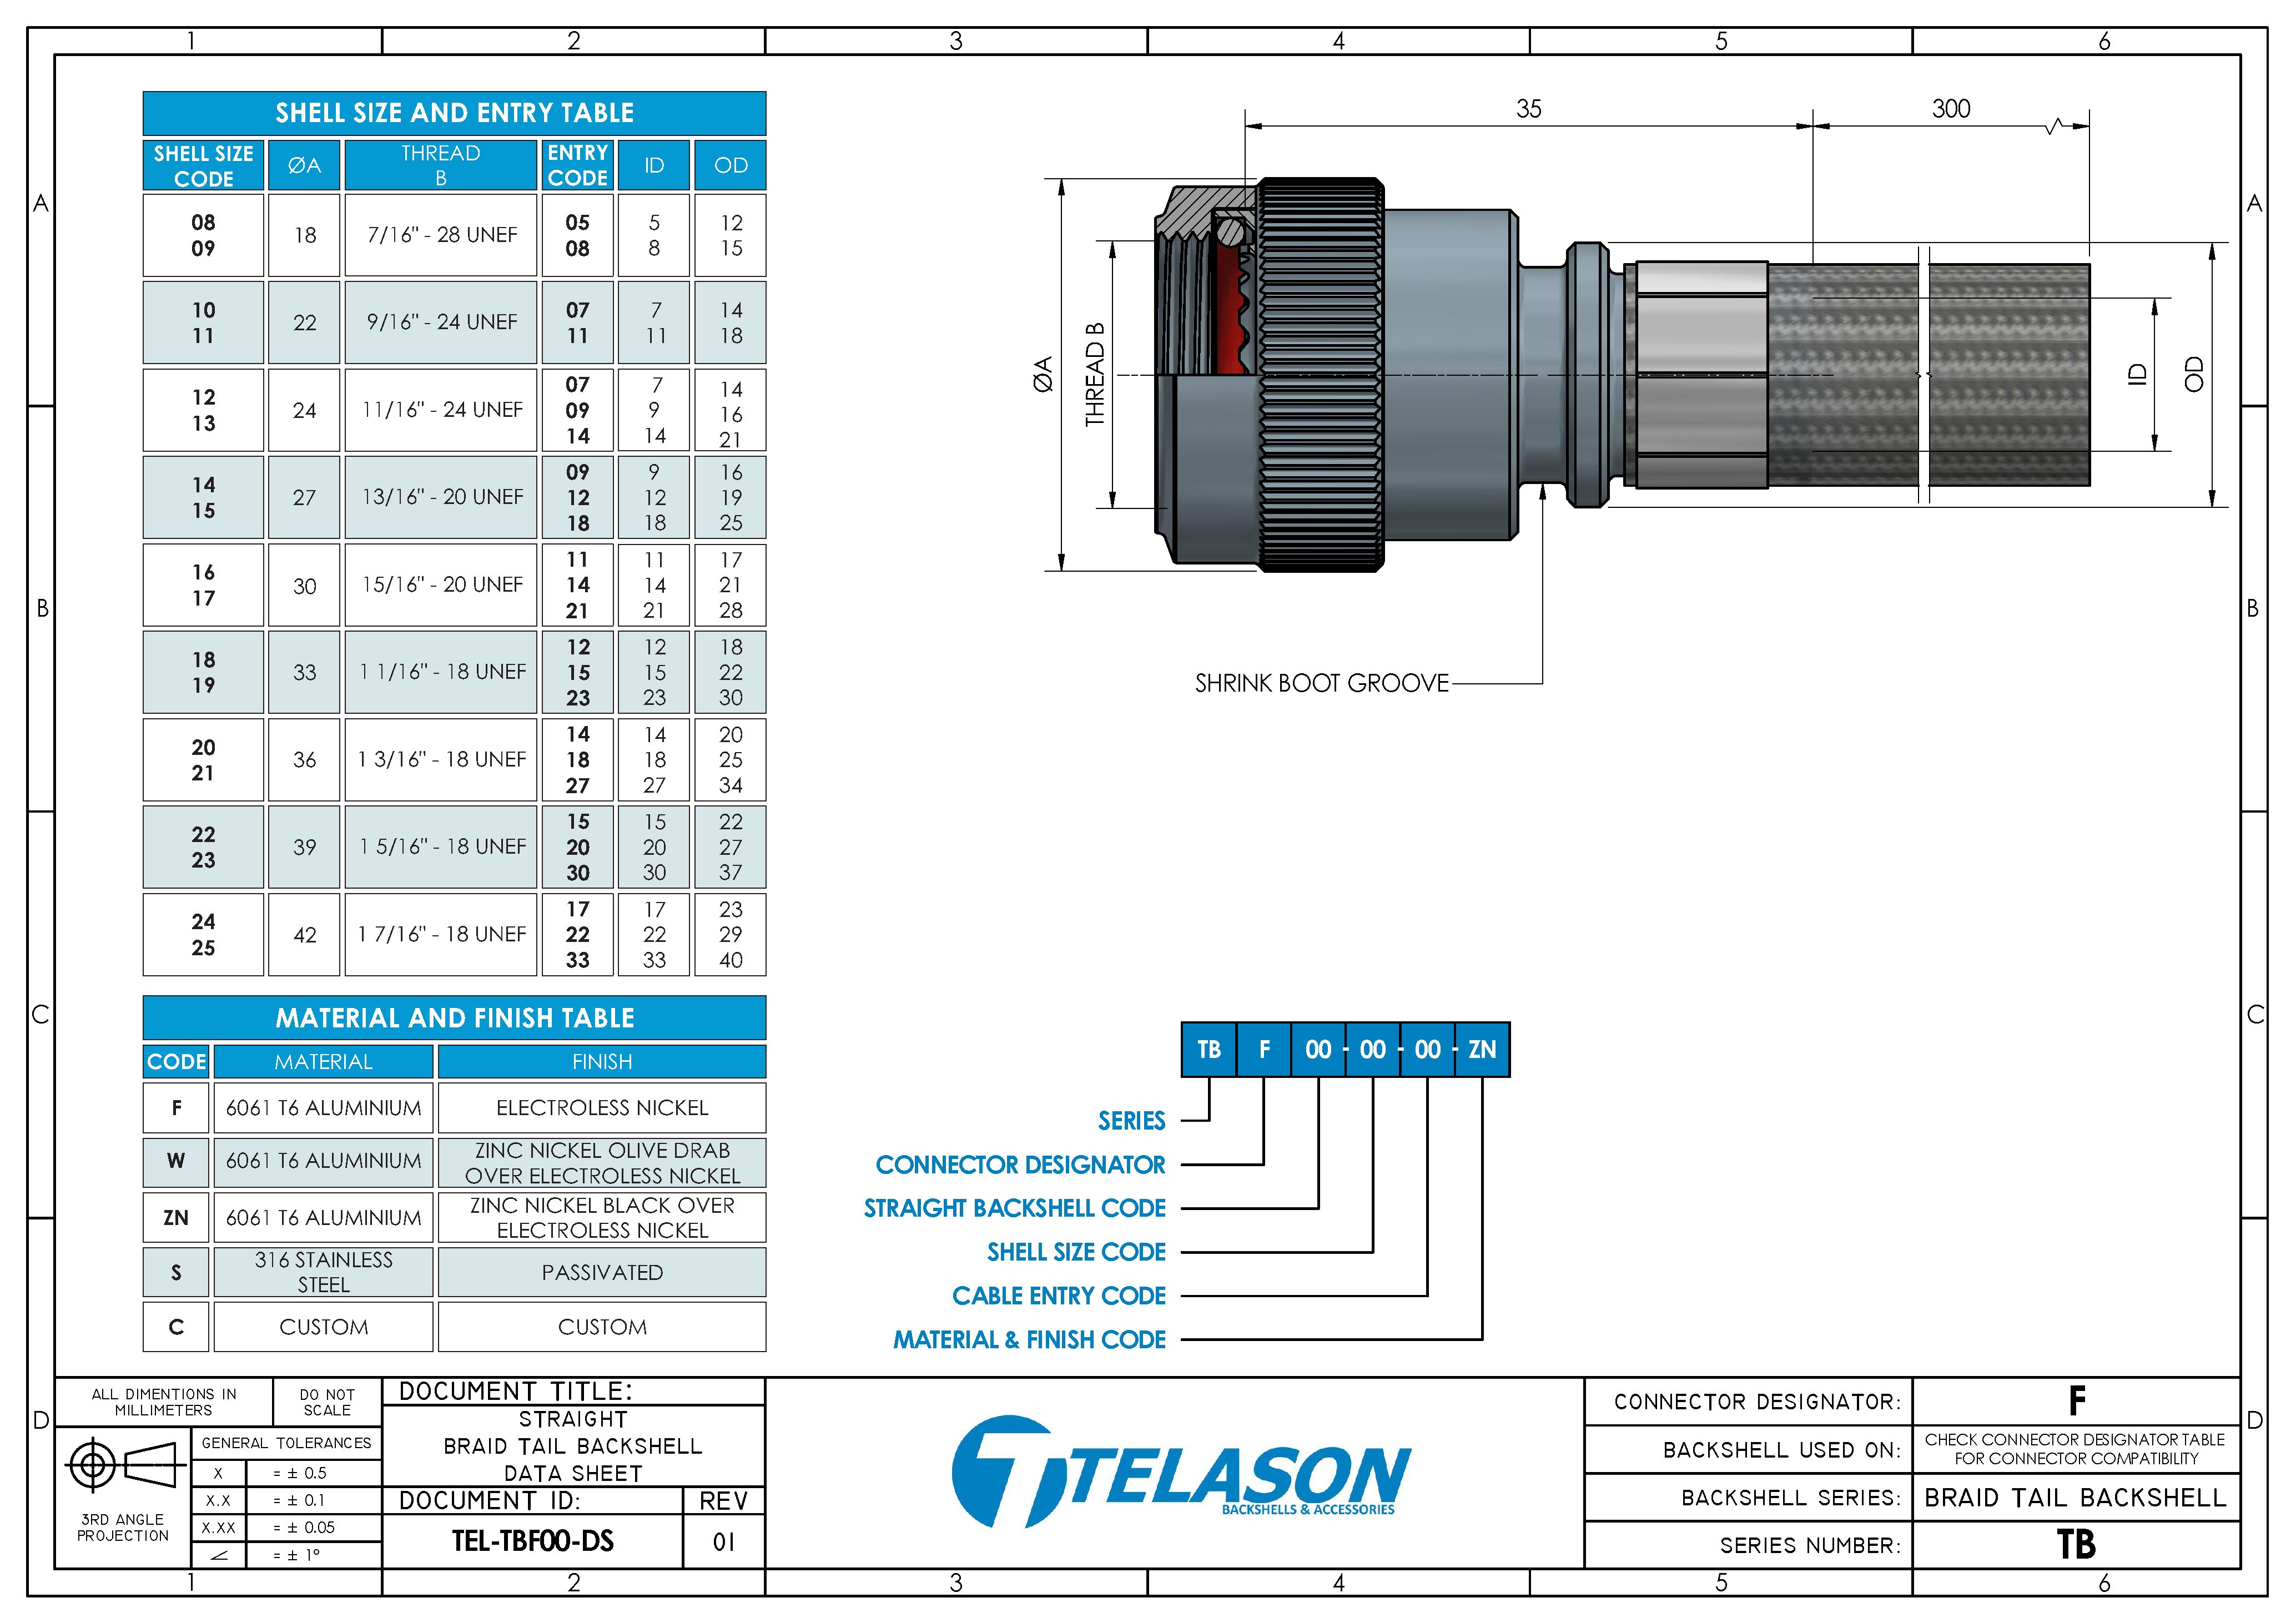 1 2 3 4 5 6
A
B
C
D
SHELL SIZE AND ENTRY TABLE
SHELL SIZE CODE ØA THREAD B ENTRY CODE ID OD
08 09 18 7/16" - 28 UNEF
05 5 12
08 8 15
10 11 22 9/16" - 24 UNEF
07 7 14
11 11 18
12 13 24 11/16" - 24 UNEF
07 7 14
09 9 16
14 14 21
14 15 27 13/16" - 20 UNEF
09 9 16
12 12 19
18 18 25
16 17 30 15/16" - 20 UNEF
11 11 17
14 14 21
21 21 28
18 19 33 1 1/16" - 18 UNEF
12 12 18
15 15 22
23 23 30
20 21 36 1 3/16" - 18 UNEF
14 14 20
18 18 25
27 27 34
22 23 39 1 5/16" - 18 UNEF
15 15 22
20 20 27
30 30 37
24 25 42 1 7/16" - 18 UNEF
17 17 23
22 22 29
33 33 40
MATERIAL AND FINISH TABLE
CODE MATERIAL FINISH
F 6061 T6 ALUMINIUM ELECTROLESS NICKEL
W 6061 T6 ALUMINIUM ZINC NICKEL OLIVE DRAB
OVER ELECTROLESS NICKEL
ZN 6061 T6 ALUMINIUM ZINC NICKEL BLACK OVER
ELECTROLESS NICKEL
S 316 STAINLESS
STEEL PASSIVATED
C CUSTOM CUSTOM
35 300
ØA
THREAD B
ID
OD
SHRINK BOOT GROOVE
TB F 00 - 00 - 00 - ZN
SERIES
CONNECTOR DESIGNATOR
STRAIGHT BACKSHELL CODE
SHELL SIZE CODE
CABLE ENTRY CODE
MATERIAL & FINISH CODE
A
B
C
D
ALL DIMENTIONS IN
MILLIMETERS
DO NOT
SCALE
GENERAL TOLERANCES
X = ± 0.5
X.X = ± 0.1
X.XX = ± 0.05
∠ = ± 1°
3RD ANGLE
PROJECTION
DOCUMENT TITLE:
STRAIGHT
BRAID TAIL BACKSHELL
DATA SHEET
DOCUMENT ID: REV
TEL-TBF00-DS 01
TELASON
BACKSHELLS & ACCESSORIES
CONNECTOR DESIGNATOR: F
BACKSHELL USED ON: CHECK CONNECTOR DESIGNATOR TABLE
FOR CONNECTOR COMPATIBILITY
BACKSHELL SERIES: BRAID TAIL BACKSHELL
SERIES NUMBER: TB
1 2 3 4 5 6